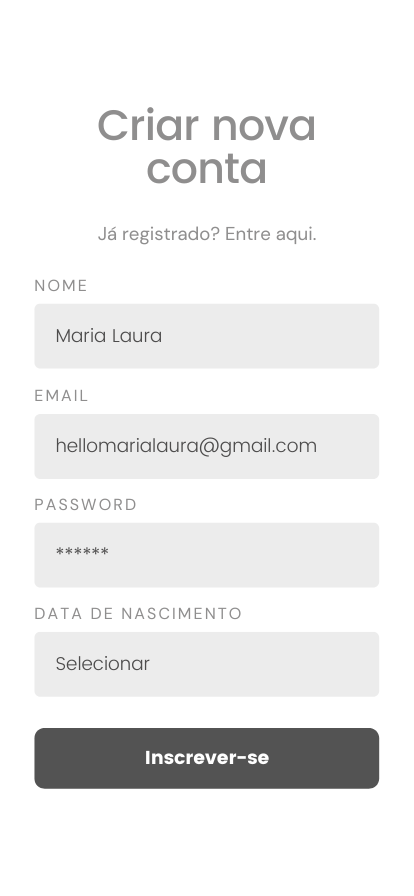 Criar nova
conta
Já registrado? Entre aqui.
NOME
Maria Laura
EMAIL
hellomarialaura@gmail.com
PASSWORD
******
DATA DE NASCIMENTO
Selecionar
Inscrever-se